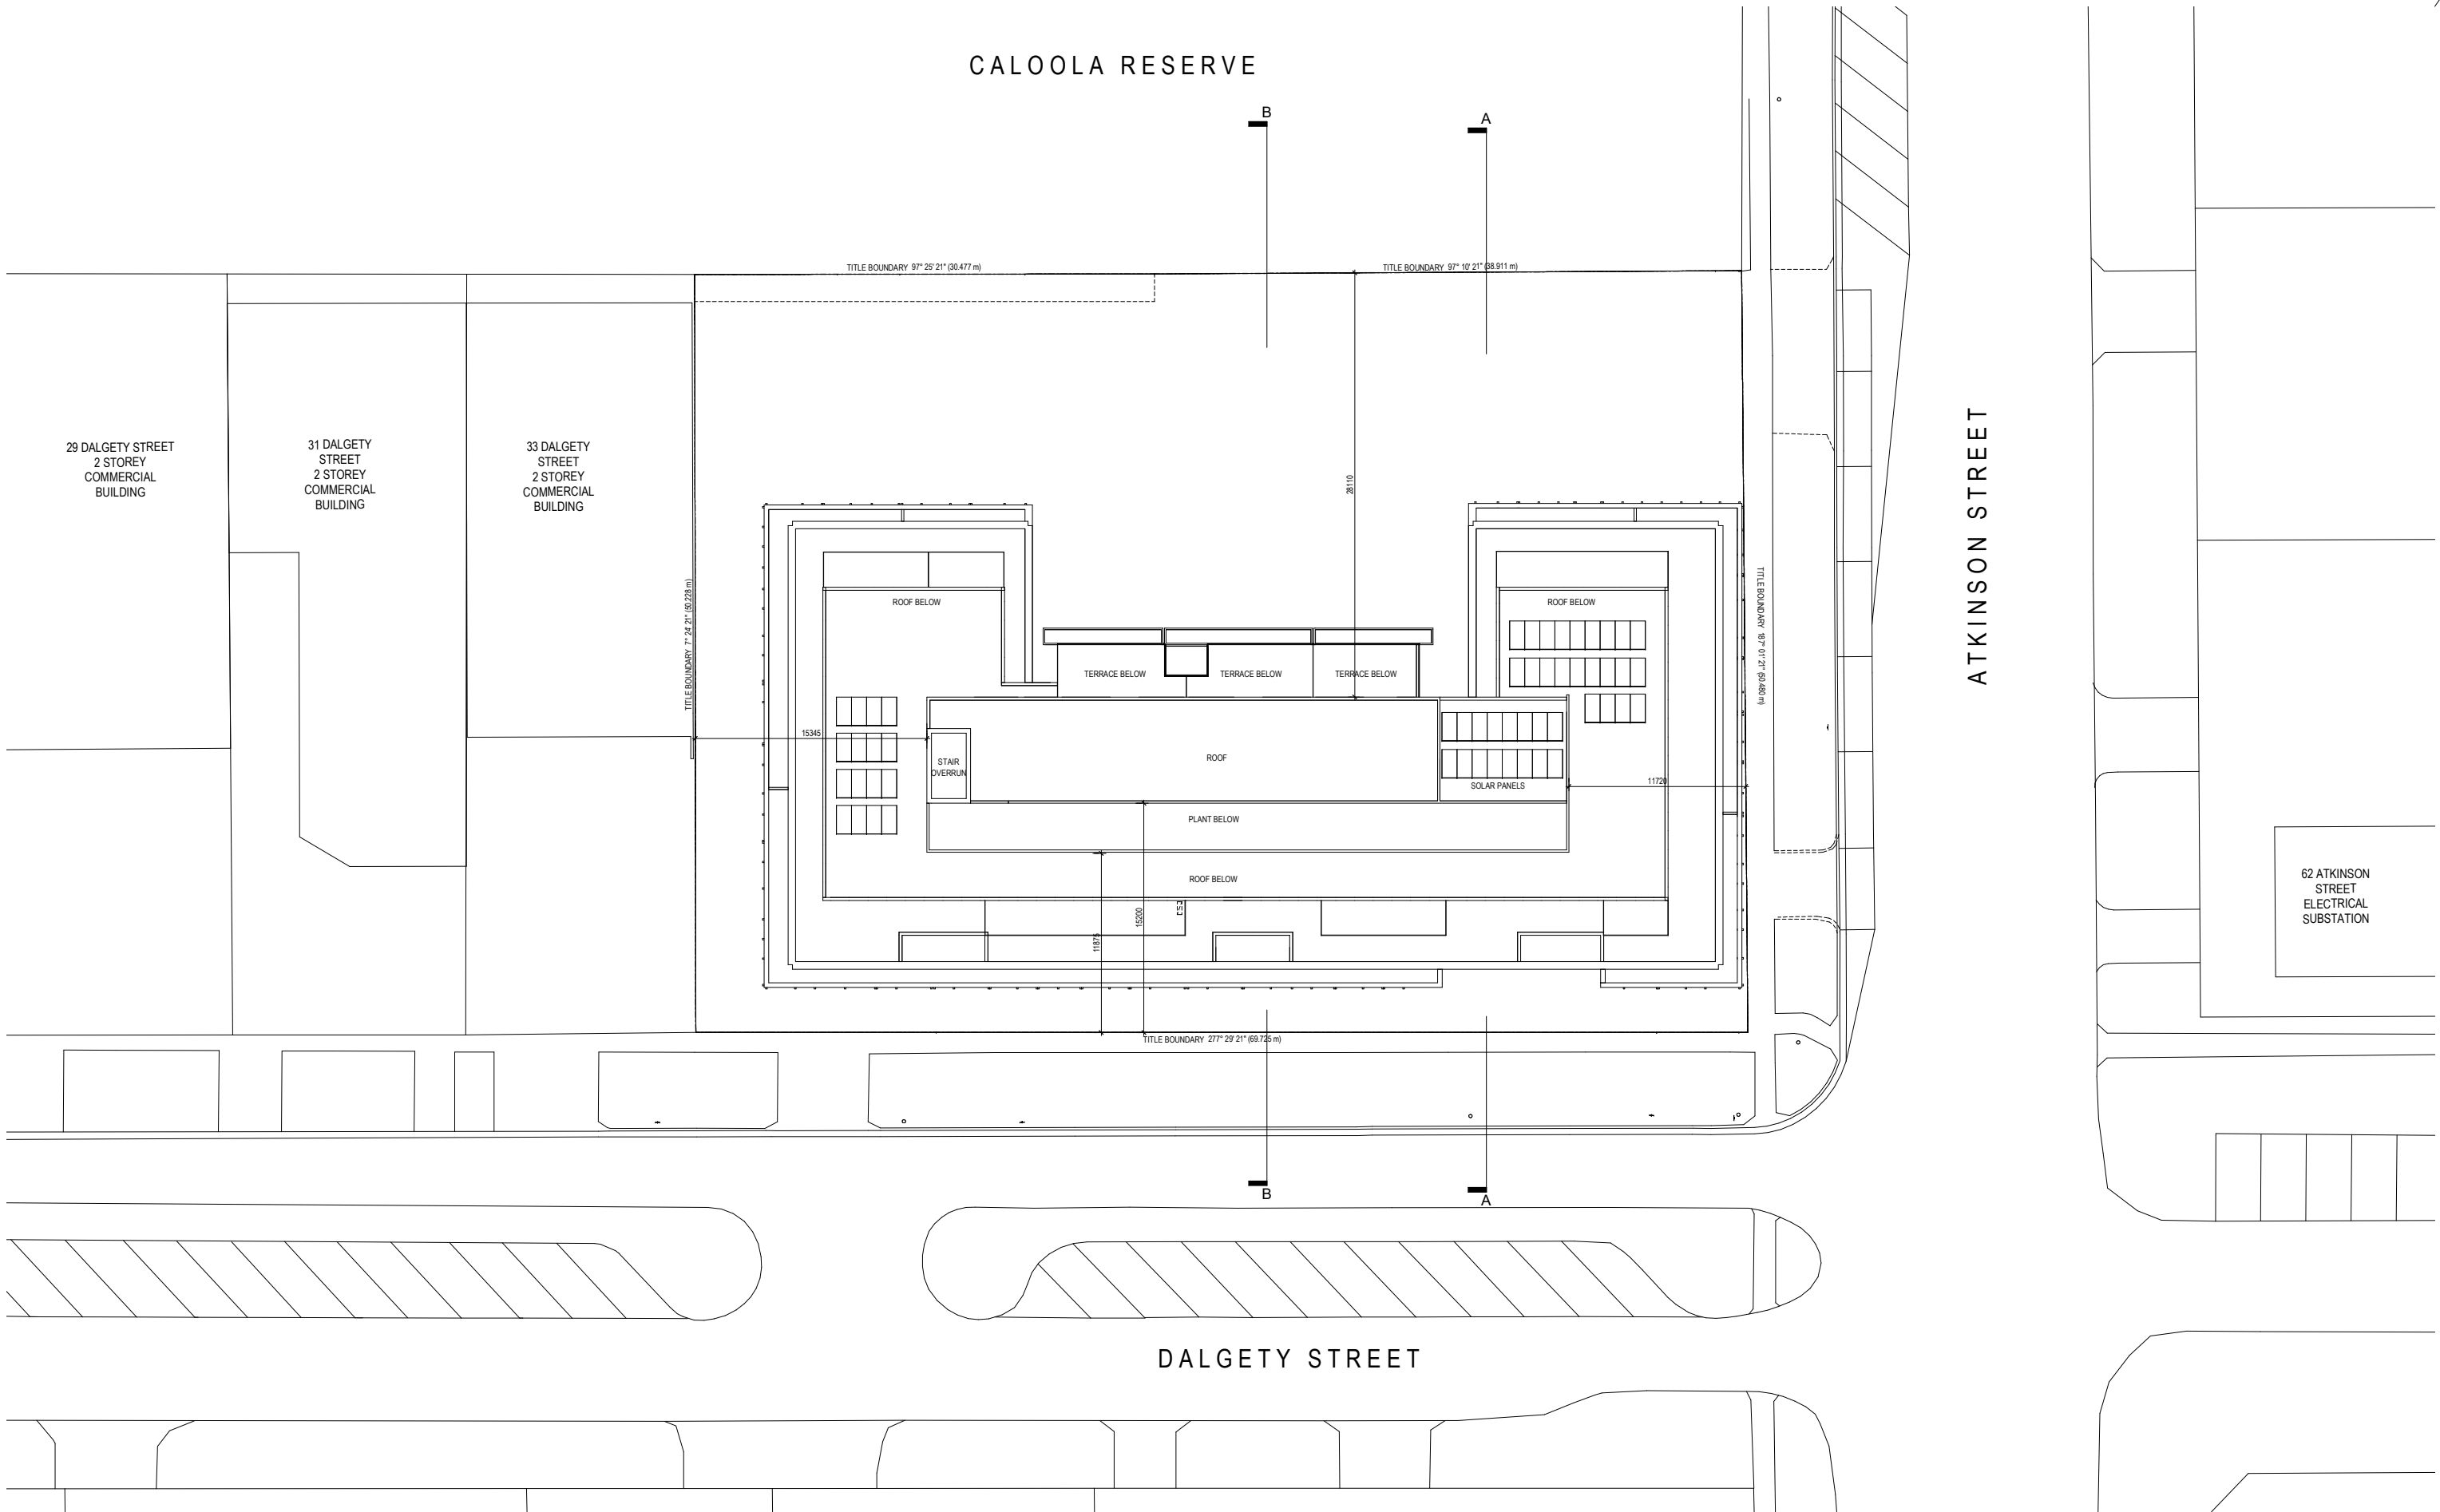 CALOOLA RESERVE
B
A
TITLE BOUNDARY 97° 25' 21" (30.477 m)
TITLE BOUNDARY 97° 10' 21" (38.911 m)
29 DALGETY STREET
2 STOREY
COMMERCIAL
BUILDING
31 DALGETY
STREET
2 STOREY
COMMERCIAL
BUILDING
33 DALGETY
STREET
2 STOREY
COMMERCIAL
BUILDING
ATKINSON STREET
28110
TITLE BOUNDARY 7° 24' 21" (50.228 m)
TITLE BOUNDARY 187° 01' 21" (50.480 m)
ROOF BELOW
ROOF BELOW
TERRACE BELOW
TERRACE BELOW
TERRACE BELOW
15345
STAIR
OVERRUN
ROOF
SOLAR PANELS
11720
PLANT BELOW
ROOF BELOW
15200
11875
62 ATKINSON
STREET
ELECTRICAL
SUBSTATION
TITLE BOUNDARY 277° 29' 21" (69.725 m)
B
A
DALGETY STREET